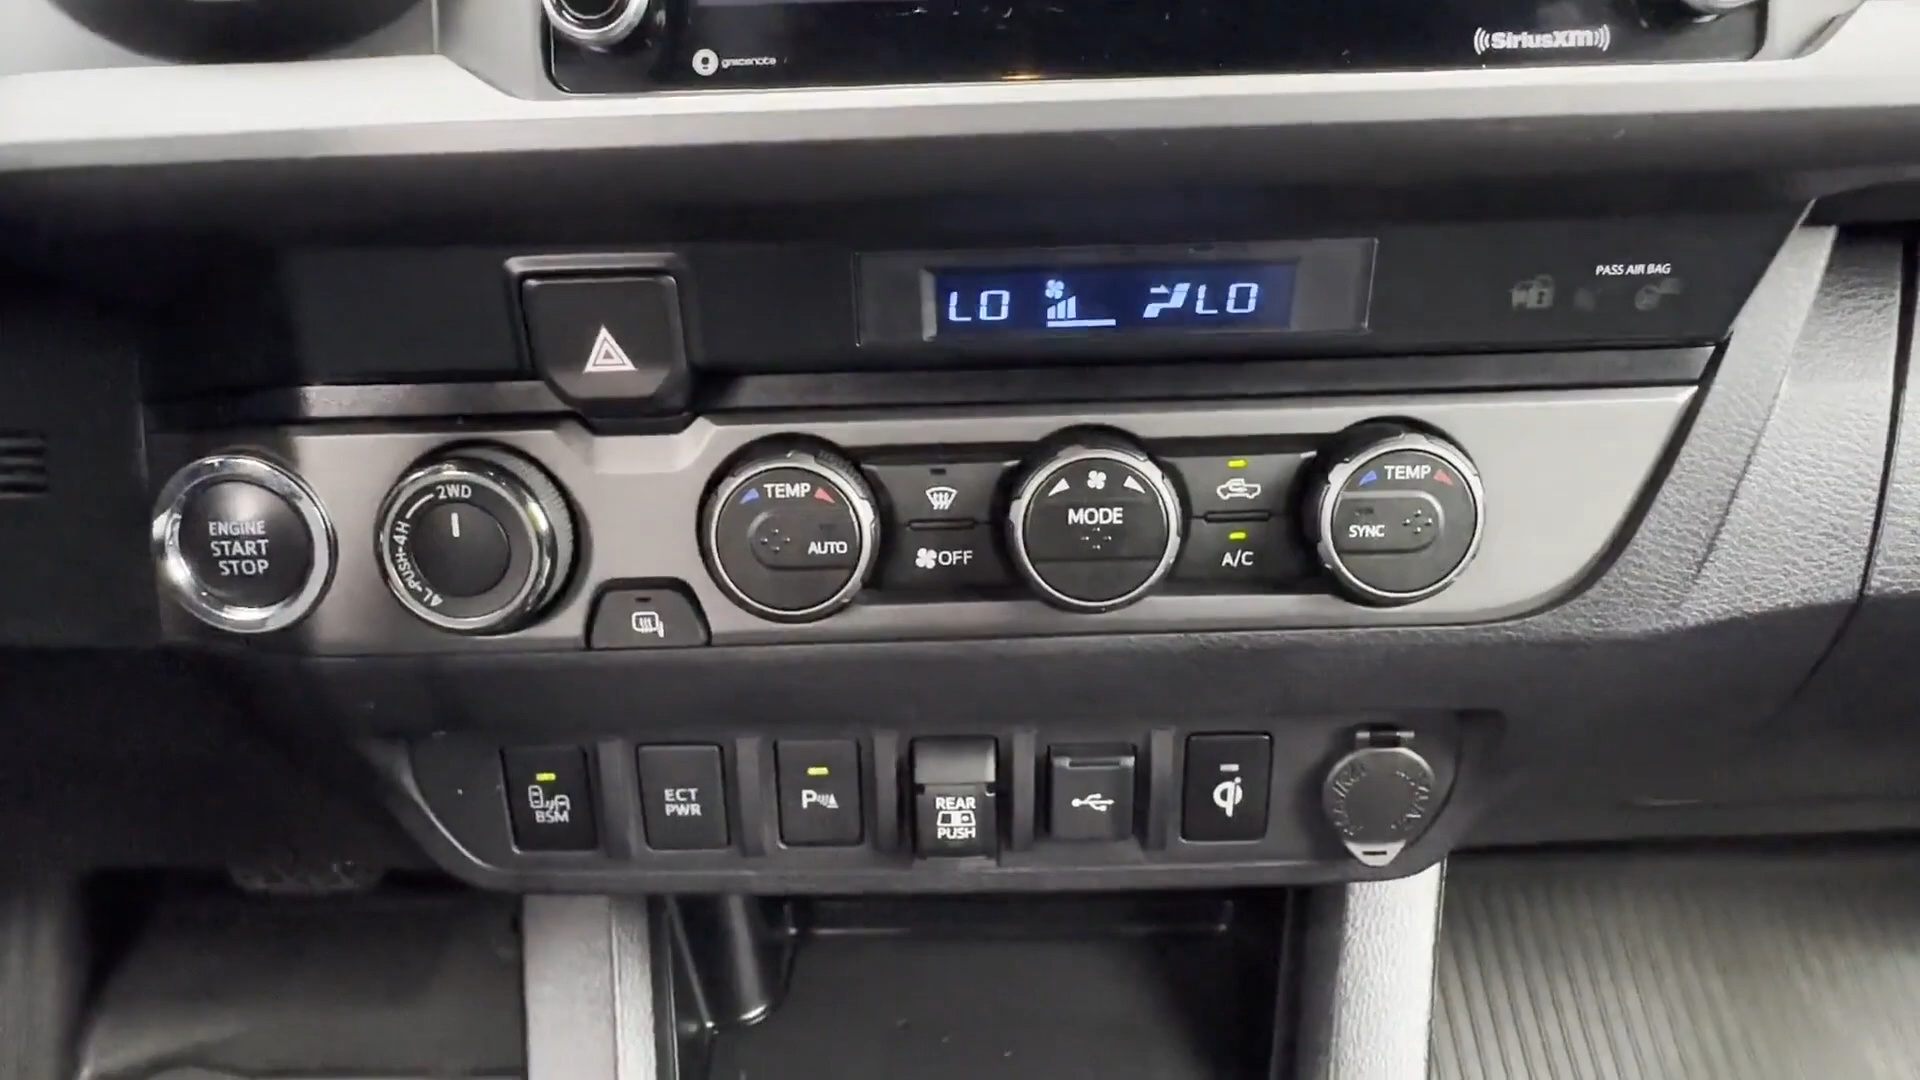 gracenote
((SiriusXM))
PASS AIR BAG
LO
LO
ENGINE
START
STOP
2WD
4L-PUSH-4H
TEMP
AUTO
OFF
MODE
A/C
TEMP
SYNC
BSM
ECT
PWR
P
REAR
PUSH